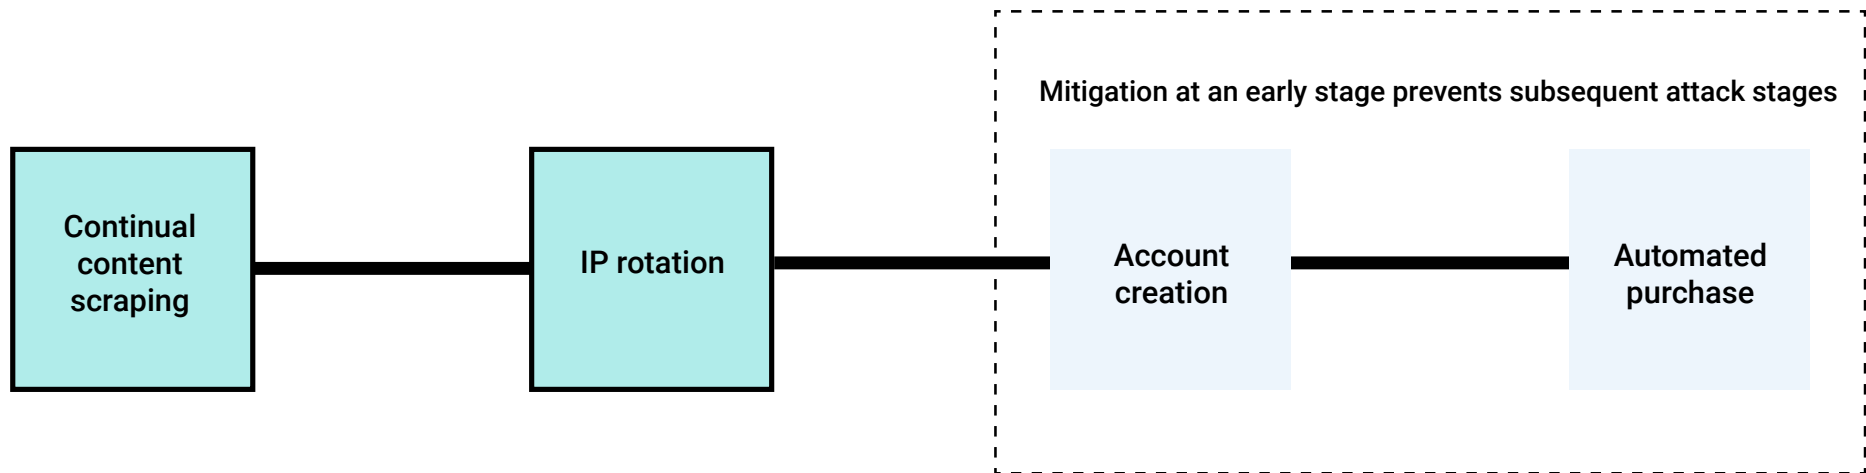 Mitigation at an early stage prevents subsequent attack stages
Continual
content
scraping
IP rotation
Account
creation
Automated
purchase